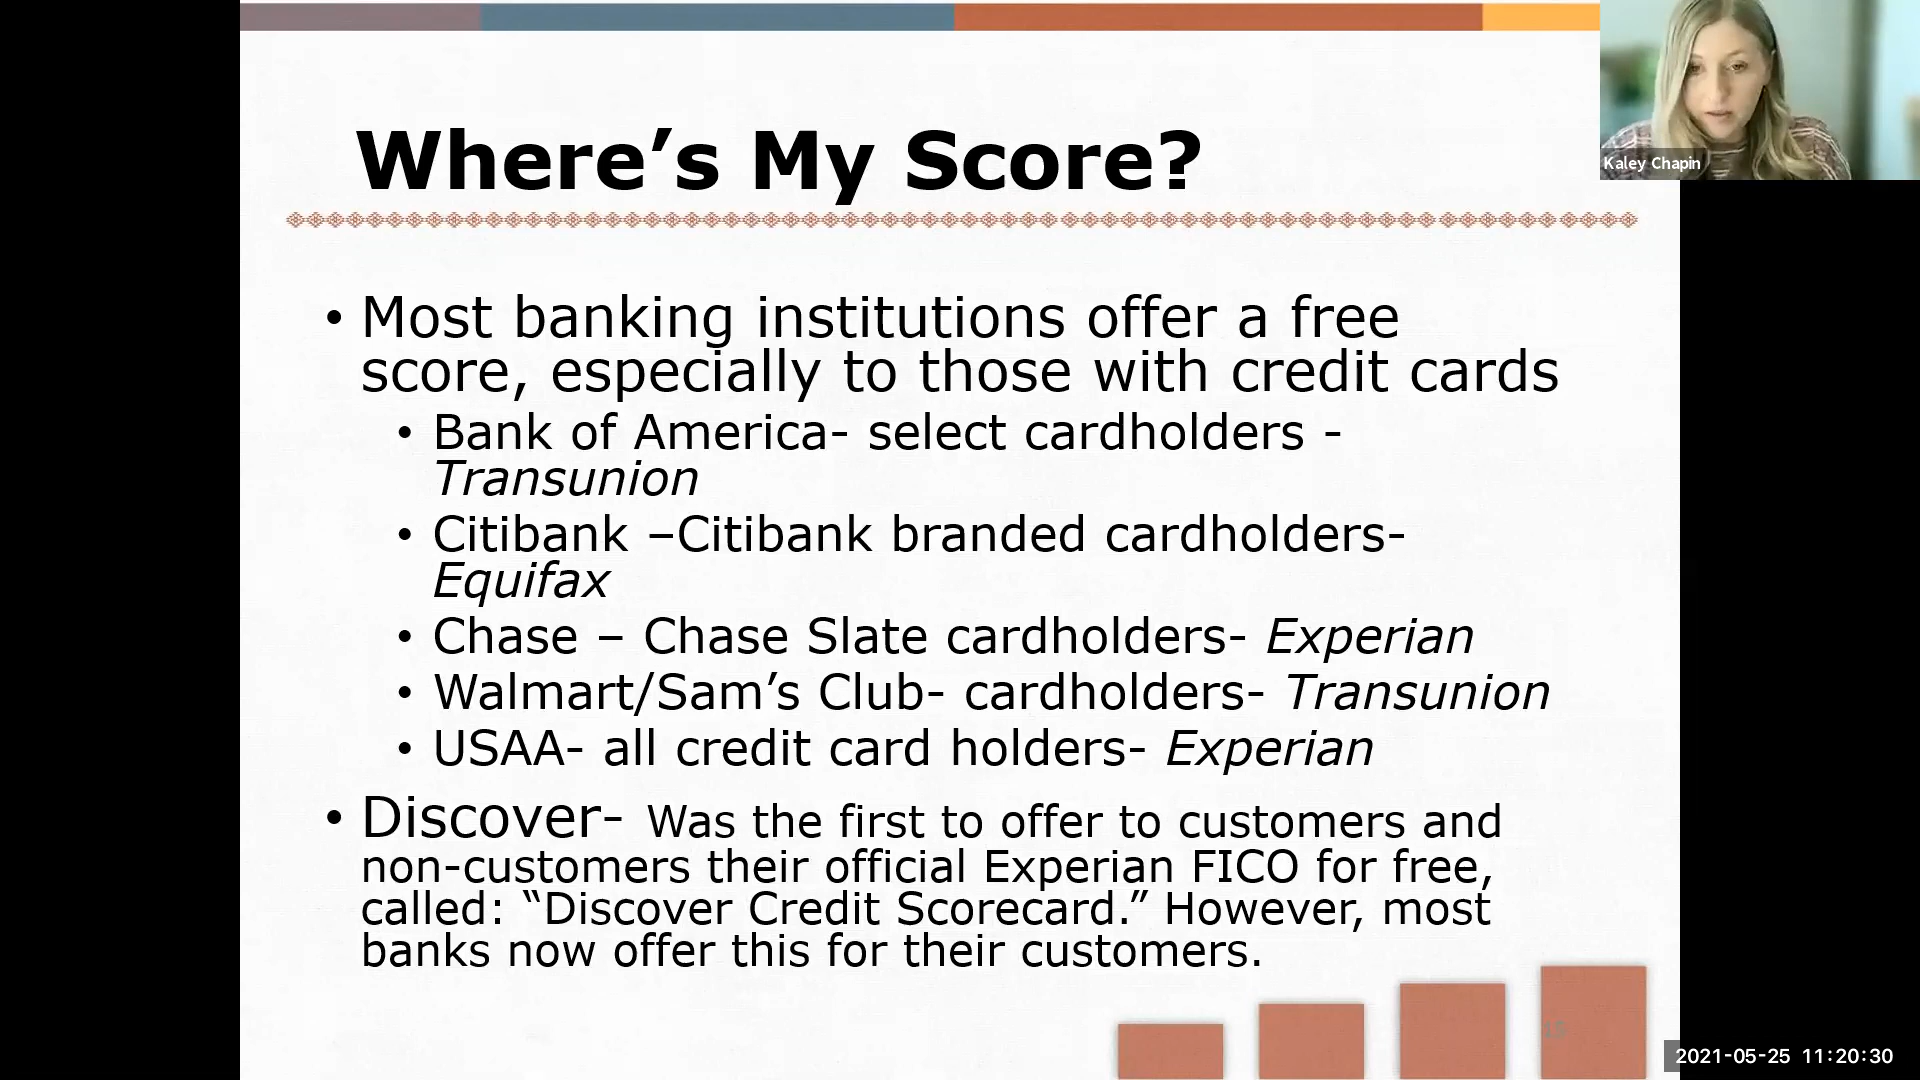 Where’s My Score?
Kaley Chapin
• Most banking institutions offer a free
score, especially to those with credit cards
• Bank of America- select cardholders -
Transunion
• Citibank –Citibank branded cardholders-
Equifax
• Chase – Chase Slate cardholders- Experian
• Walmart/Sam’s Club- cardholders- Transunion
• USAA- all credit card holders- Experian
• Discover- Was the first to offer to customers and
non-customers their official Experian FICO for free,
called: “Discover Credit Scorecard.” However, most
banks now offer this for their customers.
15
2021-05-25 11:20:30